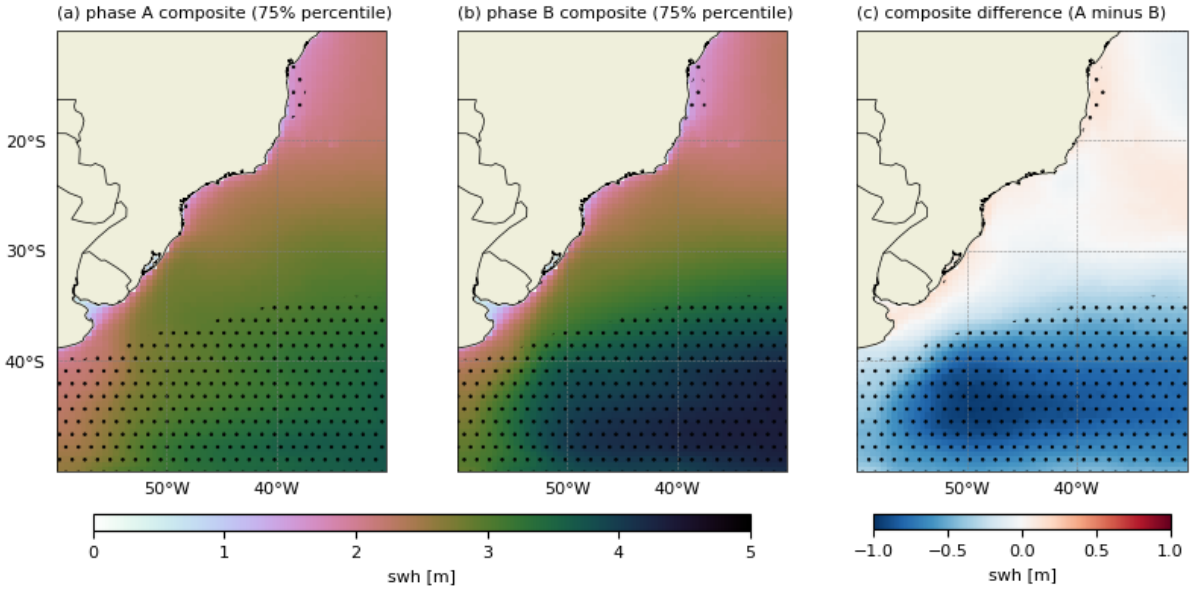 (a) phase A composite (75% percentile)
(b) phase B composite (75% percentile)
(c) composite difference (A minus B)
20°S
30°S
40°S
50°W 40°W
50°W 40°W
50°W 40°W
0 1 2 3 4 5
swh [m]
−1.0 −0.5 0.0 0.5 1.0
swh [m]